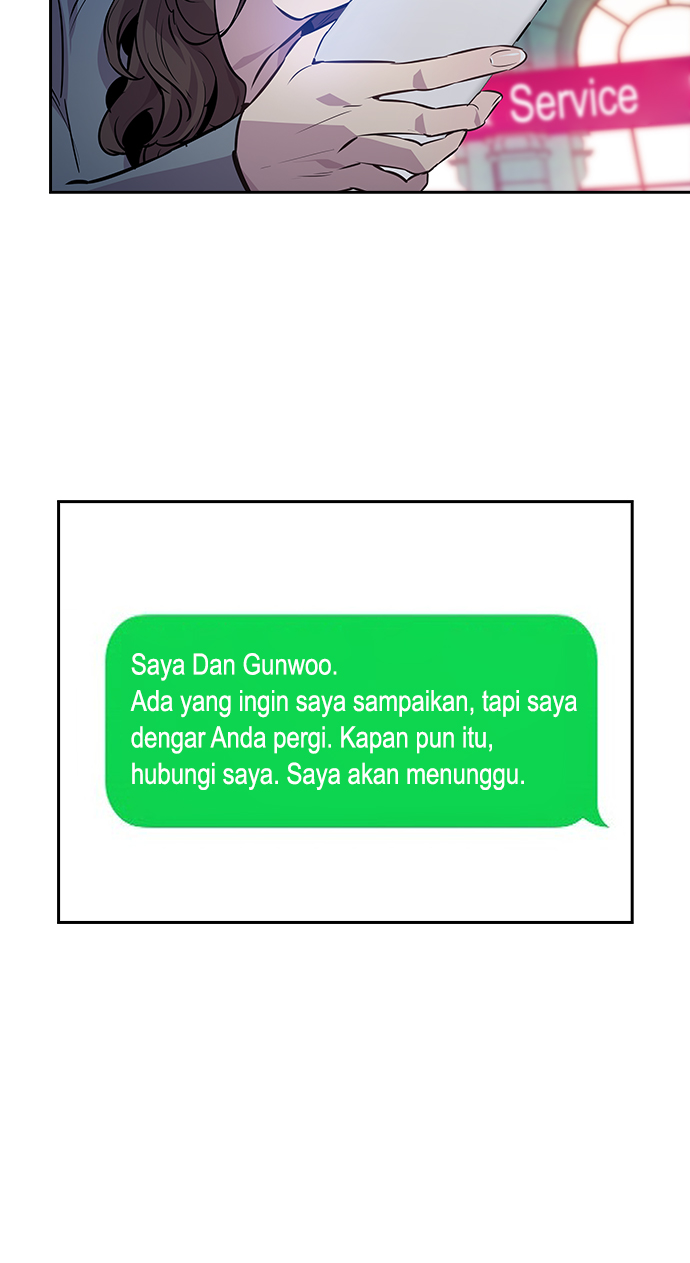 Service
Saya Dan Gunwoo.
Ada yang ingin saya sampaikan, tapi saya
dengar Anda pergi. Kapan pun itu,
hubungi saya. Saya akan menunggu.